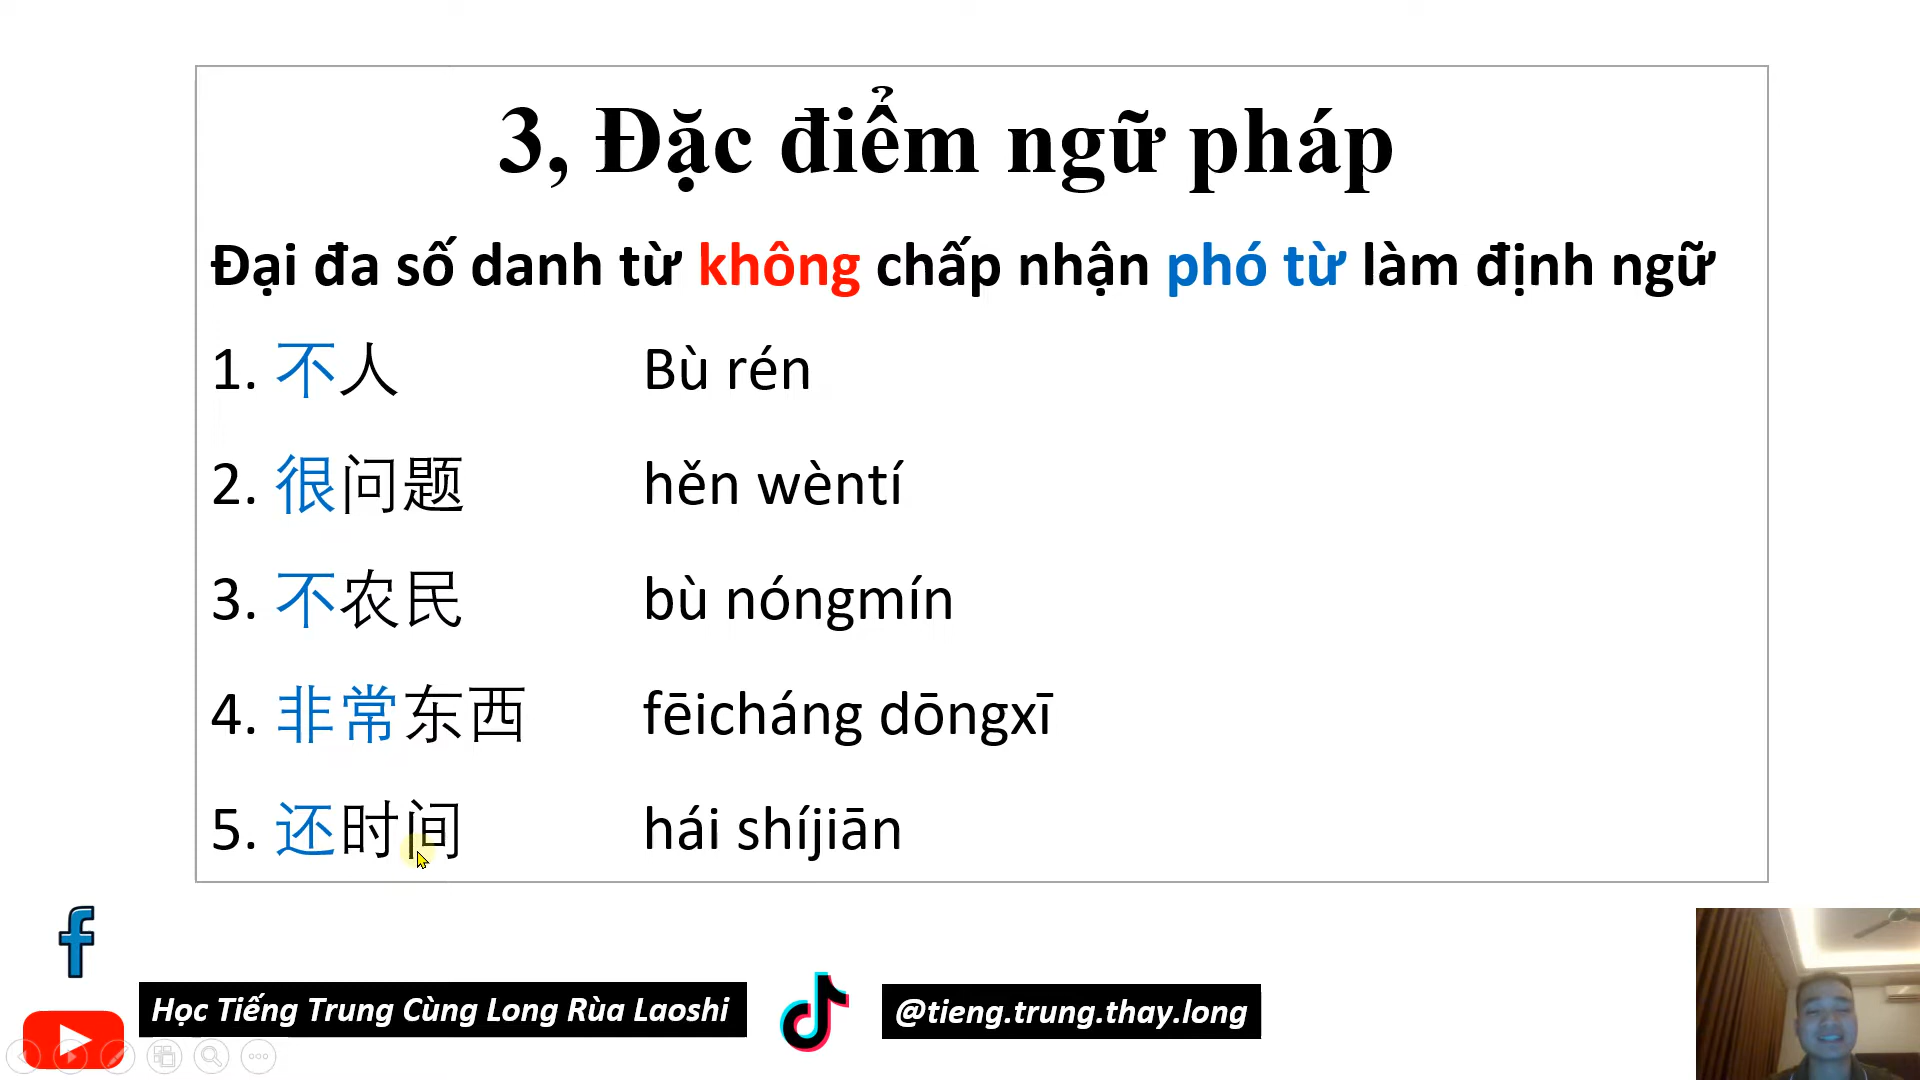 3, Đặc điểm ngữ pháp
Đại đa số danh từ không chấp nhận phó từ làm định ngữ
1. 不人 Bù rén
2. 很问题 hěn wèntí
3. 不农民 bù nóngmín
4. 非常东西 fēicháng dōngxī
5. 还时间 hái shíjiān
Học Tiếng Trung Cùng Long Rùa Laoshi
@tieng.trung.thay.long